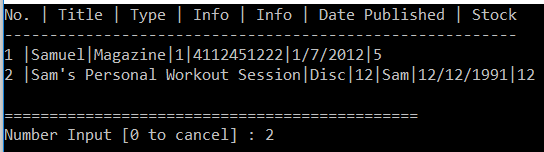 No. | Title | Type | Info | Info | Date Published | Stock
---------------------------------------------------------
1 |Samuel|Magazine|1|4112451222|1/7/2012|5
2 |Sam's Personal Workout Session|Disc|12|Sam|12/12/1991|12
==============================================
Number Input [0 to cancel] : 2